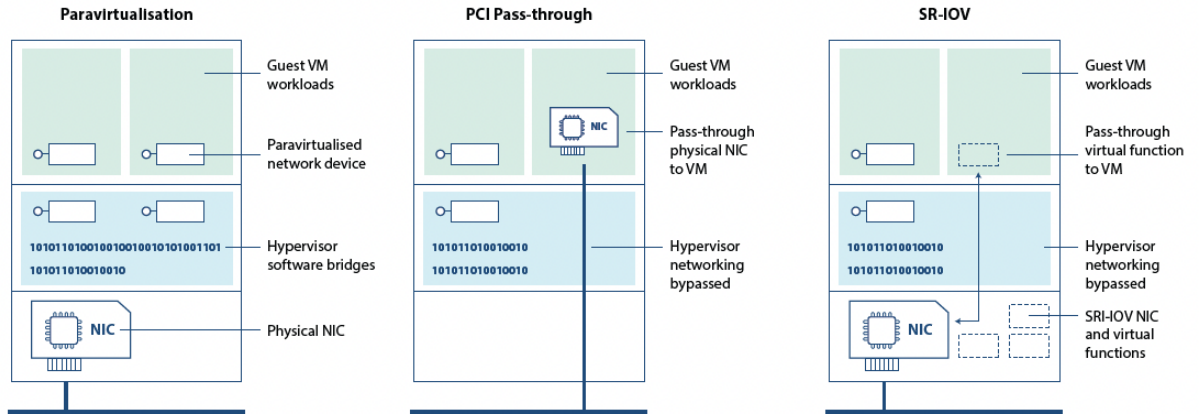 Paravirtualisation
Guest VM
workloads
Paravirtualised
network device
10101101001001001001010101001101
101011010010010
Hypervisor
software bridges
NIC
Physical NIC
PCI Pass-through
Guest VM
workloads
NIC
Pass-through
physical NIC
to VM
101011010010010
101011010010010
Hypervisor
networking
bypassed
SR-IOV
Guest VM
workloads
Pass-through
virtual function
to VM
101011010010010
101011010010010
Hypervisor
networking
bypassed
NIC
SRI-IOV NIC
and virtual
functions